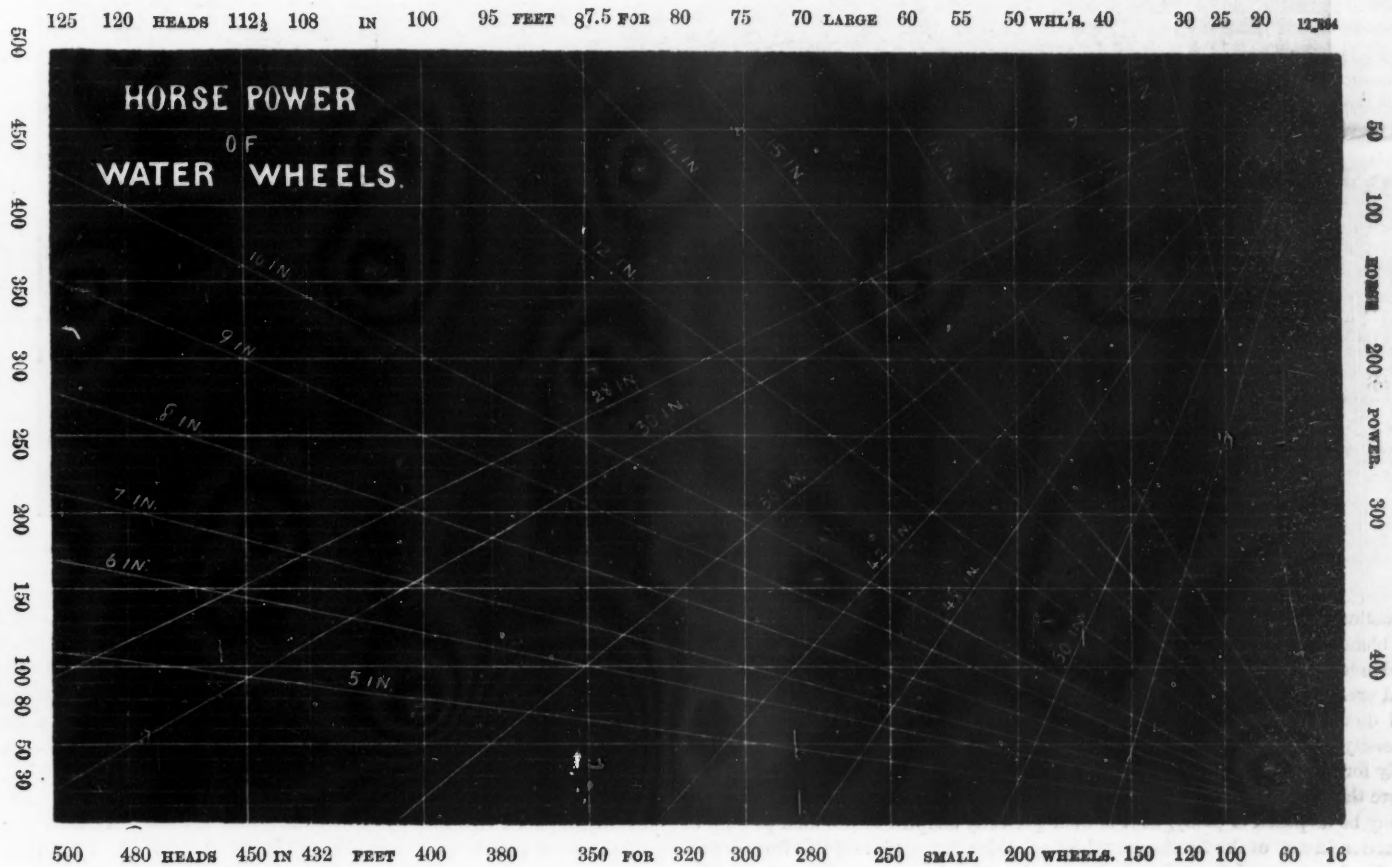 125 120 HEADS 112½ 108 IN 100 95 FEET 87.5 FOR 80 75 70 LARGE 60 55 50 WHL'S. 40 30 25 20
500
450
400
350
300
250
200
150
100
80
50
30
HORSE POWER
OF
WATER WHEELS.
14 IN
15 IN
18 IN
10 IN
12 IN
9 IN
28 IN
30 IN.
8 IN
7 IN.
36 IN.
6 IN.
42 IN.
50 IN.
5 IN.
50
100
HORSE
200
POWER.
300
400
500 480 HEADS 450 IN 432 FEET 400 380 350 FOR 320 300 280 250 SMALL 200 WHEELS. 150 120 100 60 16